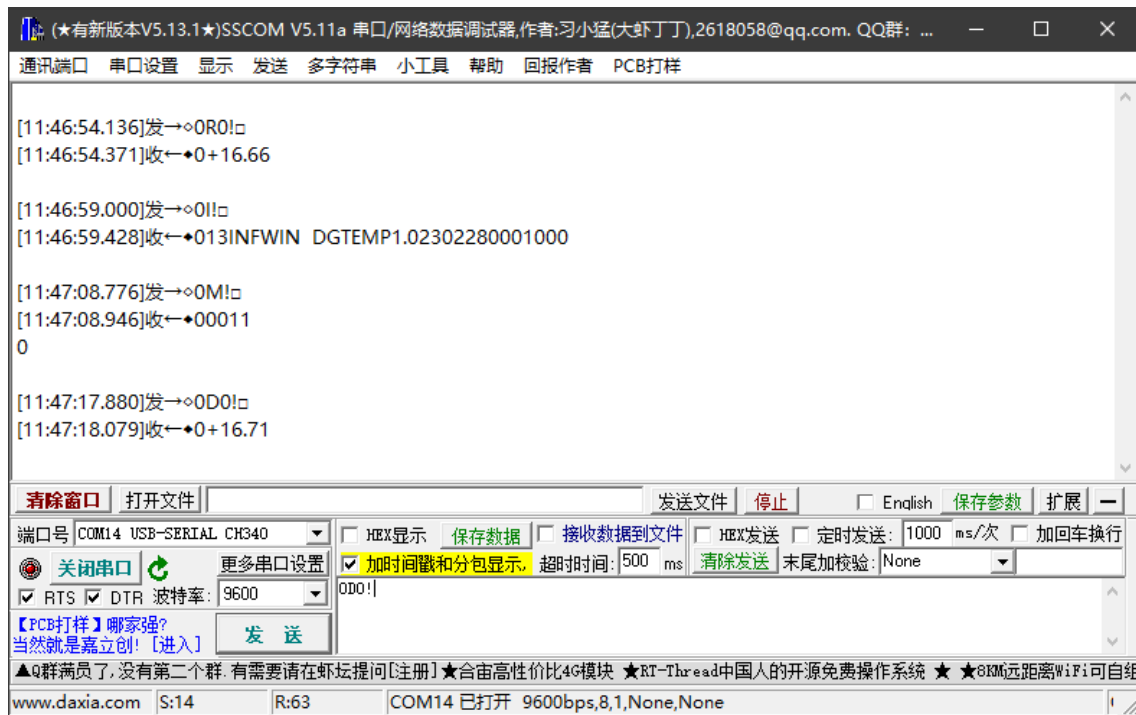 (★有新版本V5.13.1★)SSCOM V5.11a 串口/网络数据调试器,作者:习小猛(大虾丁丁),2618058@qq.com. QQ群: ...
通讯端口 串口设置 显示 发送 多字符串 小工具 帮助 回报作者 PCB打样
[11:46:54.136]发→◇0R0!□
[11:46:54.371]收←◆0+16.66
[11:46:59.000]发→◇0I!□
[11:46:59.428]收←◆013INFWIN  DGTEMP1.02302280001000
[11:47:08.776]发→◇0M!□
[11:47:08.946]收←◆00011
0
[11:47:17.880]发→◇0D0!□
[11:47:18.079]收←◆0+16.71
清除窗口 打开文件 发送文件 停止 English 保存参数 扩展 —
端口号 COM14 USB-SERIAL CH340 HEX显示 保存数据 接收数据到文件 HEX发送 定时发送: 1000 ms/次 加回车换行
关闭串口 更多串口设置 加时间戳和分包显示, 超时时间: 500 ms 清除发送 末尾加校验: None
RTS DTR 波特率: 9600 0D0!
【PCB打样】哪家强?
当然就是嘉立创! [进入] 发 送
▲Q群满员了,没有第二个群.有需要请在虾坛提问[注册]★合宙高性价比4G模块 ★RT-Thread中国人的开源免费操作系统 ★ ★8KM远距离WiFi可自组
www.daxia.com S:14 R:63 COM14 已打开 9600bps,8,1,None,None